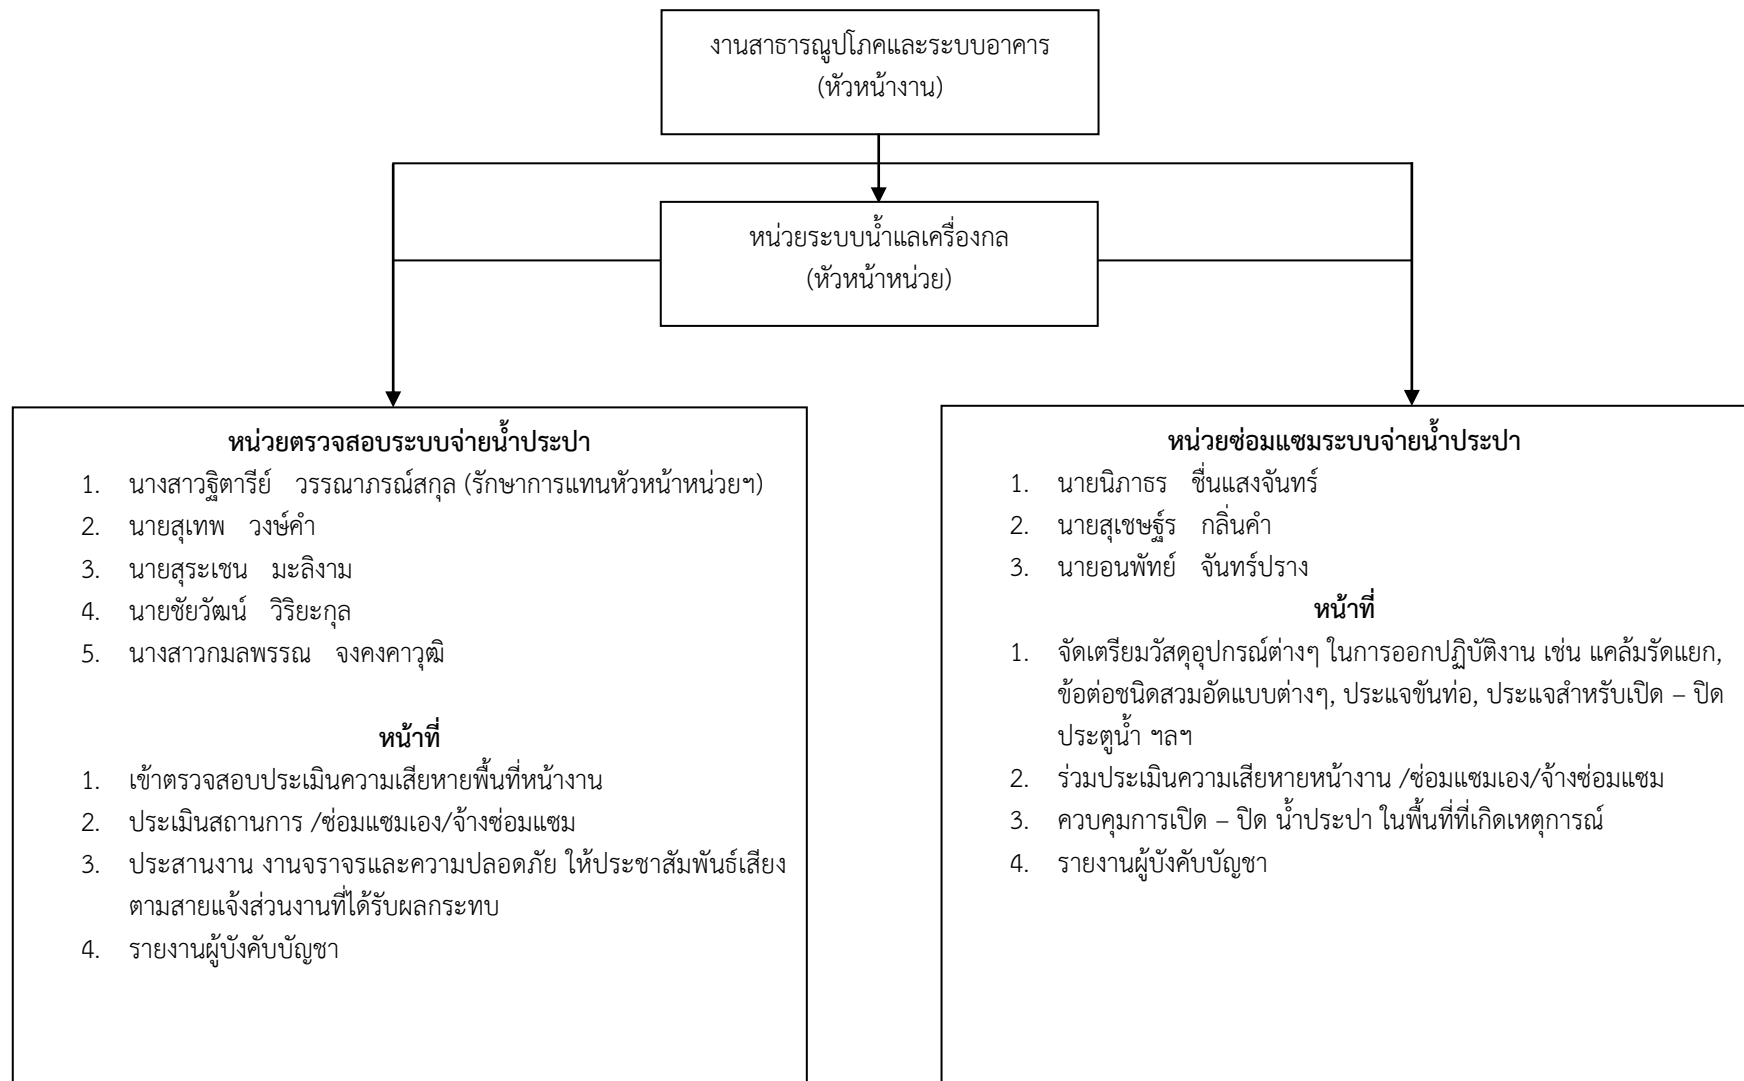 งานสาธารณูปโภคและระบบอาคาร
(หัวหน้างาน)
หน่วยระบบน้ำแลเครื่องกล
(หัวหน้าหน่วย)
หน่วยตรวจสอบระบบจ่ายน้ำประปา
1. นางสาวฐิตารีย์ วรรณาภรณ์สกุล (รักษาการแทนหัวหน้าหน่วยฯ)
2. นายสุเทพ วงษ์คำ
3. นายสุระเชน มะลิงาม
4. นายชัยวัฒน์ วิริยะกุล
5. นางสาวกมลพรรณ จงคงคาวุฒิ
หน้าที่
1. เข้าตรวจสอบประเมินความเสียหายพื้นที่หน้างาน
2. ประเมินสถานการ /ซ่อมแซมเอง/จ้างซ่อมแซม
3. ประสานงาน งานจราจรและความปลอดภัย ให้ประชาสัมพันธ์เสียง
ตามสายแจ้งส่วนงานที่ได้รับผลกระทบ
4. รายงานผู้บังคับบัญชา
หน่วยซ่อมแซมระบบจ่ายน้ำประปา
1. นายนิภาธร ชื่นแสงจันทร์
2. นายสุเชษฐ์ร กลิ่นคำ
3. นายอนพัทย์ จันทร์ปราง
หน้าที่
1. จัดเตรียมวัสดุอุปกรณ์ต่างๆ ในการออกปฏิบัติงาน เช่น แคล้มรัดแยก,
ข้อต่อชนิดสวมอัดแบบต่างๆ, ประแจขันท่อ, ประแจสำหรับเปิด – ปิด
ประตูน้ำ ฯลฯ
2. ร่วมประเมินความเสียหายหน้างาน /ซ่อมแซมเอง/จ้างซ่อมแซม
3. ควบคุมการเปิด – ปิด น้ำประปา ในพื้นที่ที่เกิดเหตุการณ์
4. รายงานผู้บังคับบัญชา